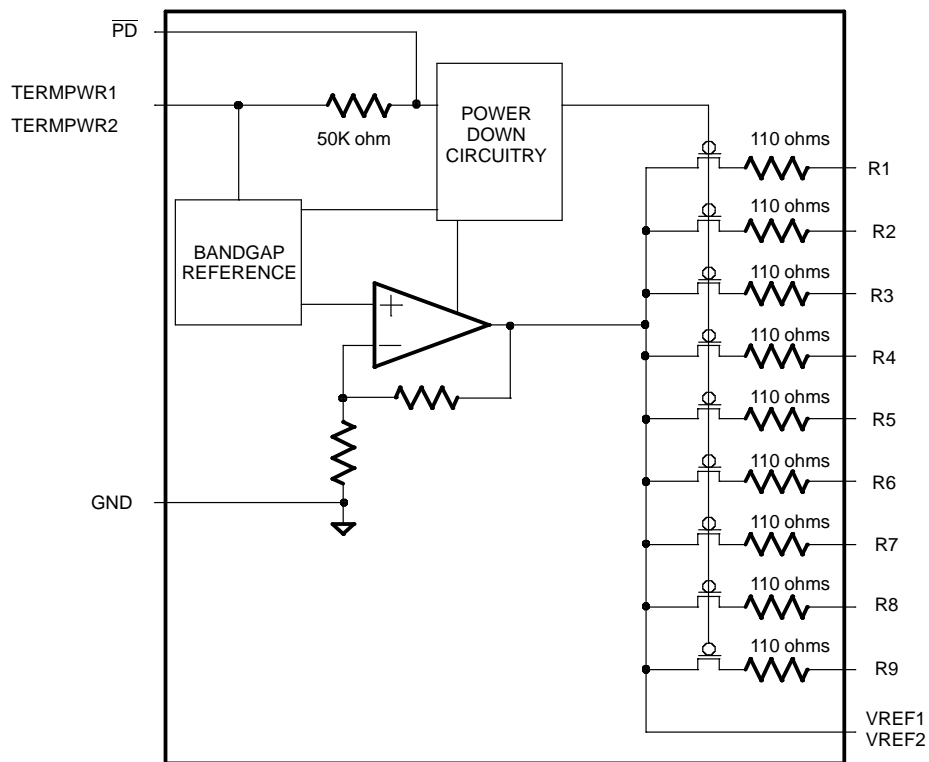 P̅D̅
TERMPWR1
TERMPWR2
50K ohm
POWER
DOWN
CIRCUITRY
BANDGAP
REFERENCE
+
−
GND
110 ohms
R1
110 ohms
R2
110 ohms
R3
110 ohms
R4
110 ohms
R5
110 ohms
R6
110 ohms
R7
110 ohms
R8
110 ohms
R9
VREF1
VREF2